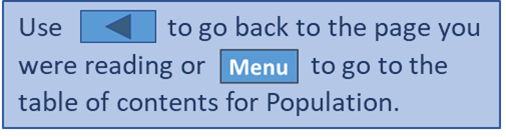 Use ◀ to go back to the page you
were reading or Menu to go to the
table of contents for Population.